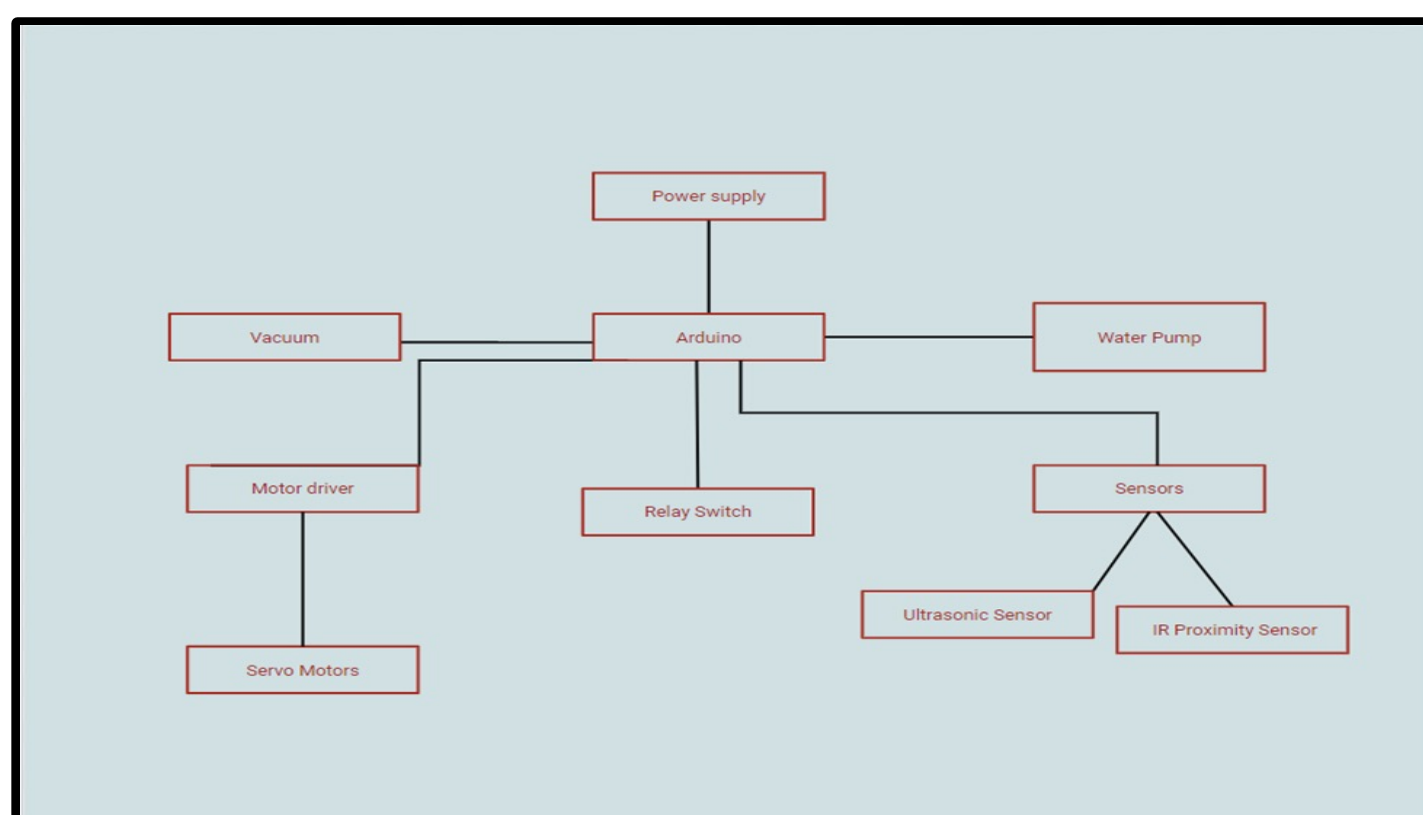 Power supply
Vacuum
Arduino
Water Pump
Motor driver
Relay Switch
Sensors
Ultrasonic Sensor
IR Proximity Sensor
Servo Motors